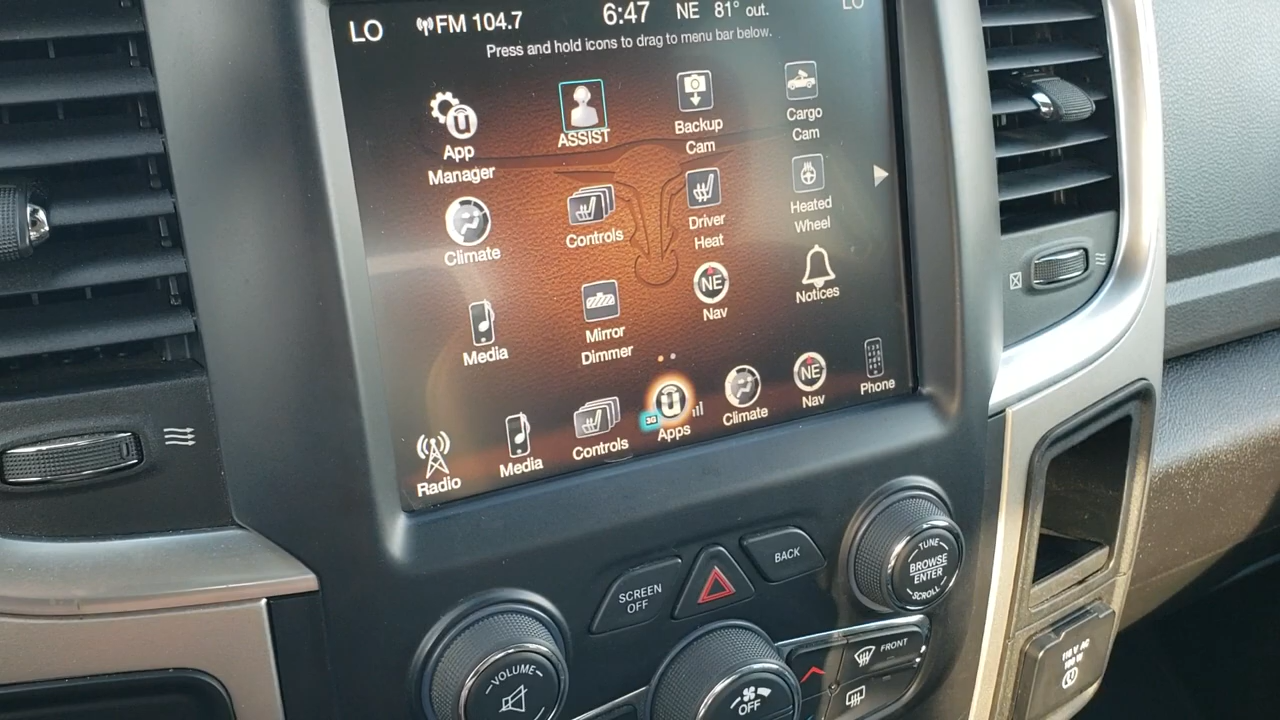 LO FM 104.7 6:47 NE 81° out. LO
Press and hold icons to drag to menu bar below.
App
Manager
ASSIST
Backup
Cam
Cargo
Cam
Climate
Controls
Driver
Heat
Heated
Wheel
Media
Mirror
Dimmer
NE
Nav
Notices
Radio
Media
Controls
3G
Apps
Climate
NE
Nav
Phone
SCREEN
OFF
BACK
TUNE
BROWSE
ENTER
SCROLL
VOLUME
OFF
FRONT